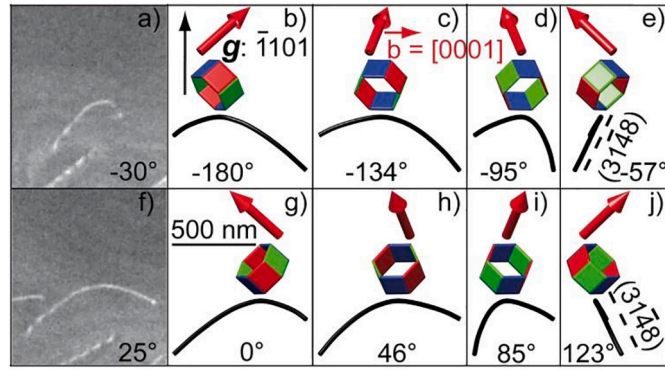 a)
b)
c)
d)
e)
g: 1̄101
b = [0001]
-30°
-180°
-134°
-95°
(31̄4̄8)
-57°
f)
g)
h)
i)
j)
500 nm
25°
0°
46°
85°
(31̄4̄8)
123°